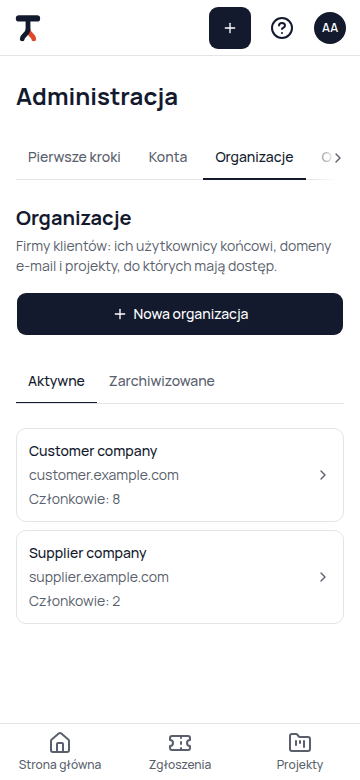 AA
Administracja
Pierwsze kroki
Konta
Organizacje
Organizacje
Firmy klientów: ich użytkownicy końcowi, domeny
e-mail i projekty, do których mają dostęp.
Nowa organizacja
Aktywne
Zarchiwizowane
Customer company
customer.example.com
Członkowie: 8
Supplier company
supplier.example.com
Członkowie: 2
Strona główna
Zgłoszenia
Projekty